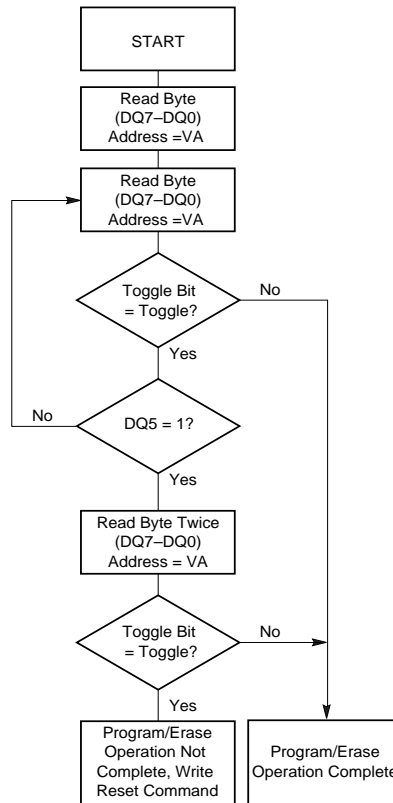 START
Read Byte
(DQ7–DQ0)
Address =VA
Read Byte
(DQ7–DQ0)
Address =VA
Toggle Bit
= Toggle?
No
Yes
No
DQ5 = 1?
Yes
Read Byte Twice
(DQ7–DQ0)
Address = VA
Toggle Bit
= Toggle?
No
Yes
Program/Erase
Operation Not
Complete, Write
Reset Command
Program/Erase
Operation Complete